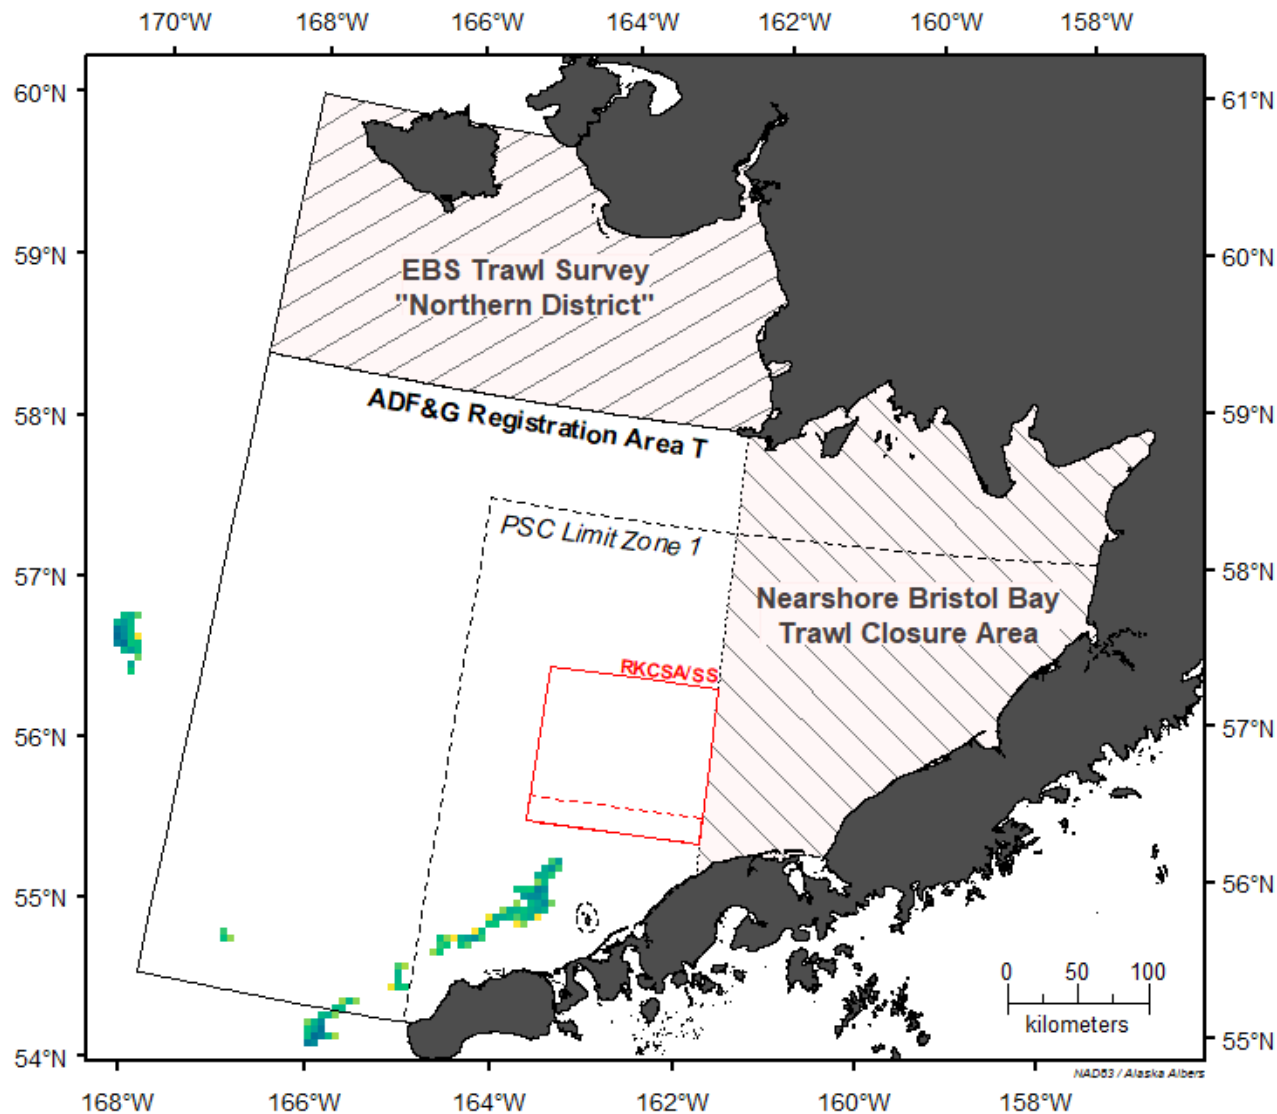 170°W 168°W 166°W 164°W 162°W 160°W 158°W
60°N
61°N
EBS Trawl Survey
"Northern District"
59°N
60°N
ADF&G Registration Area T
58°N
59°N
PSC Limit Zone 1
57°N
58°N
Nearshore Bristol Bay
Trawl Closure Area
RKCSA/SS
56°N
57°N
55°N
56°N
0 50 100
kilometers
54°N
55°N
NAD83 / Alaska Albers
168°W 166°W 164°W 162°W 160°W 158°W